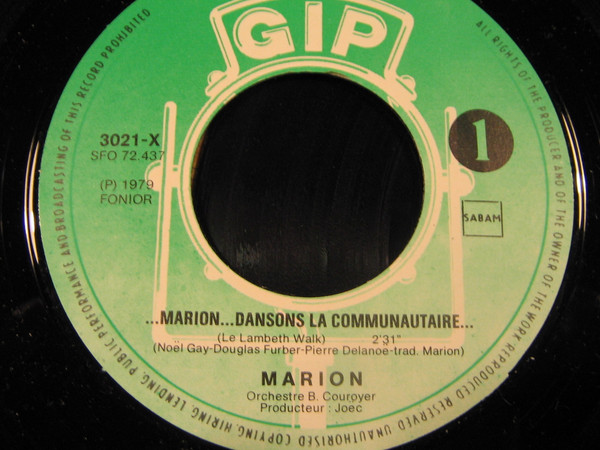 GIP
3021-X
SFO 72.437
(P) 1979
FONIOR
1
SABAM
...MARION...DANSONS LA COMMUNAUTAIRE...
(Le Lambeth Walk) 2'31"
(Noël Gay-Douglas Furber-Pierre Delanoë-trad. Marion)
MARION
Orchestre B. Couroyer
Producteur : Joec
ALL RIGHTS OF THE PRODUCER AND OF THE OWNER OF THE WORK REPRODUCED RESERVED · UNAUTHORISED COPYING, HIRING, LENDING, PUBLIC PERFORMANCE AND BROADCASTING OF THIS RECORD PROHIBITED